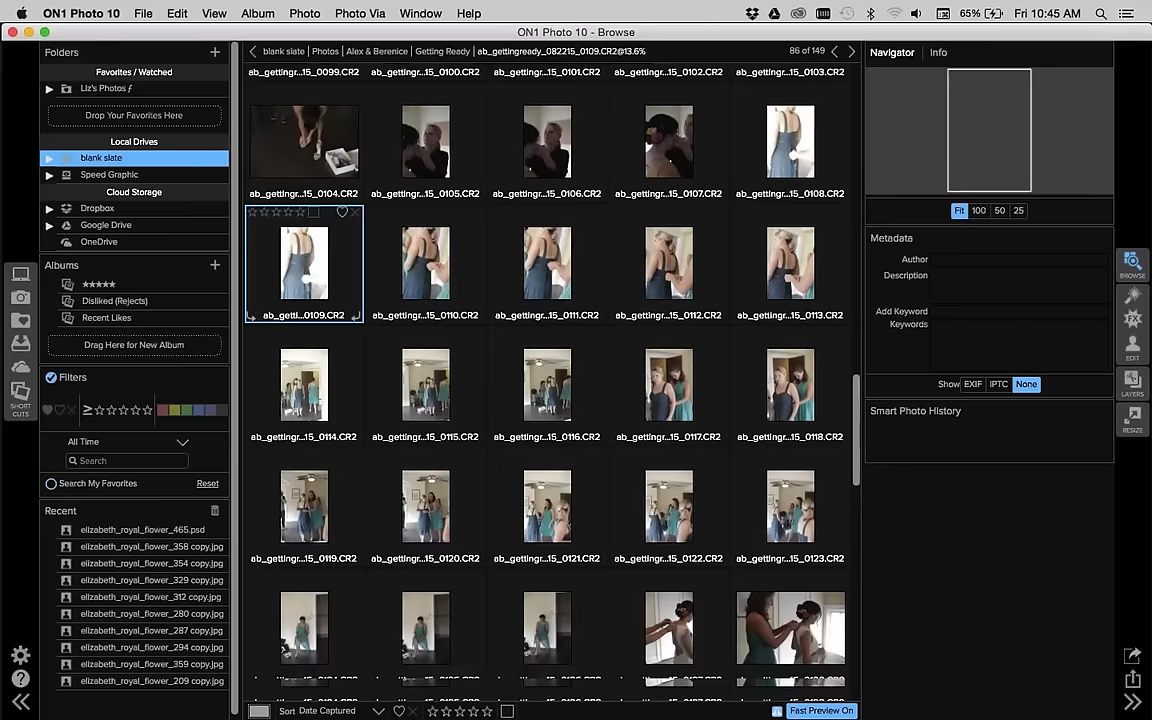 ON1 Photo 10 File Edit View Album Photo Photo Via Window Help 65% Fri 10:45 AM
ON1 Photo 10 - Browse
Folders
Favorites / Watched
Liz's Photos ƒ
Drop Your Favorites Here
Local Drives
blank slate
Speed Graphic
Cloud Storage
Dropbox
Google Drive
OneDrive
Albums
★★★★★
Disliked (Rejects)
Recent Likes
Drag Here for New Album
Filters
All Time
Search
Search My Favorites Reset
Recent
elizabeth_royal_flower_465.psd
elizabeth_royal_flower_358 copy.jpg
elizabeth_royal_flower_354 copy.jpg
elizabeth_royal_flower_329 copy.jpg
elizabeth_royal_flower_312 copy.jpg
elizabeth_royal_flower_280 copy.jpg
elizabeth_royal_flower_287 copy.jpg
elizabeth_royal_flower_294 copy.jpg
elizabeth_royal_flower_359 copy.jpg
elizabeth_royal_flower_209 copy.jpg
SHORT
CUTS
blank slate Photos Alex & Berenice Getting Ready ab_gettingready_082215_0109.CR2@13.6% 86 of 149
ab_gettingr...15_0099.CR2 ab_gettingr...15_0100.CR2 ab_gettingr...15_0101.CR2 ab_gettingr...15_0102.CR2 ab_gettingr...15_0103.CR2
ab_gettingr...15_0104.CR2 ab_gettingr...15_0105.CR2 ab_gettingr...15_0106.CR2 ab_gettingr...15_0107.CR2 ab_gettingr...15_0108.CR2
ab_getti...0109.CR2 ab_gettingr...15_0110.CR2 ab_gettingr...15_0111.CR2 ab_gettingr...15_0112.CR2 ab_gettingr...15_0113.CR2
ab_gettingr...15_0114.CR2 ab_gettingr...15_0115.CR2 ab_gettingr...15_0116.CR2 ab_gettingr...15_0117.CR2 ab_gettingr...15_0118.CR2
ab_gettingr...15_0119.CR2 ab_gettingr...15_0120.CR2 ab_gettingr...15_0121.CR2 ab_gettingr...15_0122.CR2 ab_gettingr...15_0123.CR2
Sort Date Captured Fast Preview On
Navigator Info
Fit 100 50 25
Metadata
Author
Description
Add Keyword
Keywords
Show EXIF IPTC None
Smart Photo History
BROWSE
FX
EDIT
LAYERS
RESIZE